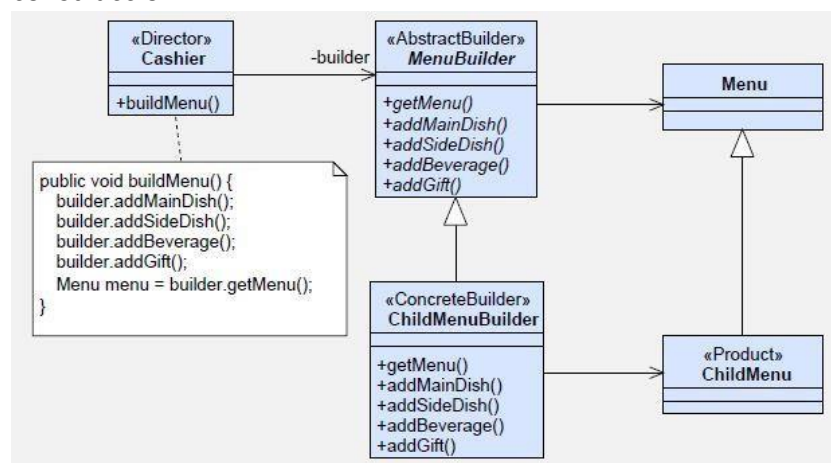 «Director»
Cashier
+buildMenu()
-builder
«AbstractBuilder»
MenuBuilder
+getMenu()
+addMainDish()
+addSideDish()
+addBeverage()
+addGift()
Menu
public void buildMenu() {
builder.addMainDish();
builder.addSideDish();
builder.addBeverage();
builder.addGift();
Menu menu = builder.getMenu();
}
«ConcreteBuilder»
ChildMenuBuilder
+getMenu()
+addMainDish()
+addSideDish()
+addBeverage()
+addGift()
«Product»
ChildMenu